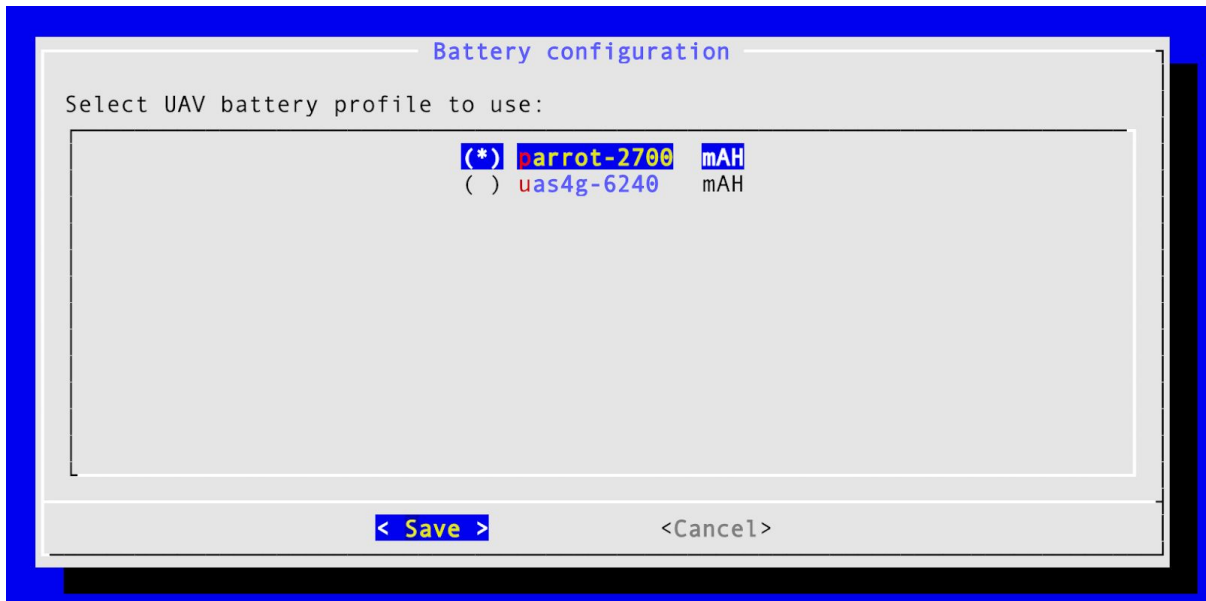 Battery configuration
Select UAV battery profile to use:
(*) parrot-2700 mAH
( ) uas4g-6240 mAH
< Save > <Cancel>